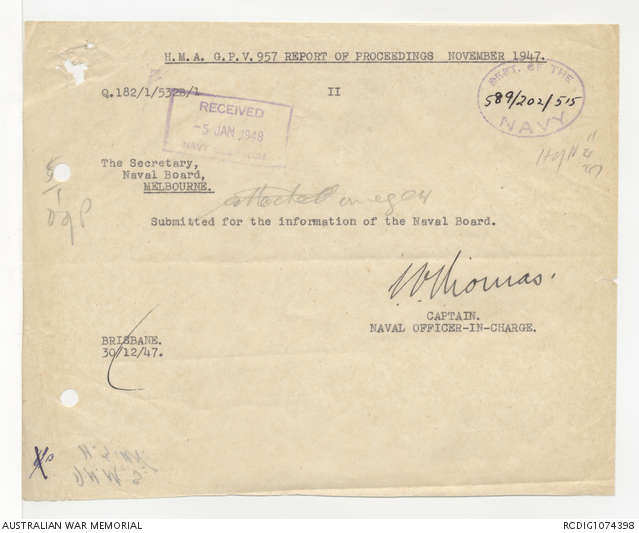 H.M.A. G.P.V. 957 REPORT OF PROCEEDINGS NOVEMBER 1947.
Q.182/1/532B/1
II
DEPT. OF THE
589/202/515
NAVY
RECEIVED
-5 JAN 1948
NAVY
The Secretary,
Naval Board,
MELBOURNE.
Submitted for the information of the Naval Board.
CAPTAIN.
NAVAL OFFICER-IN-CHARGE.
BRISBANE.
30/12/47.
AUSTRALIAN WAR MEMORIAL
RCDIG1074398